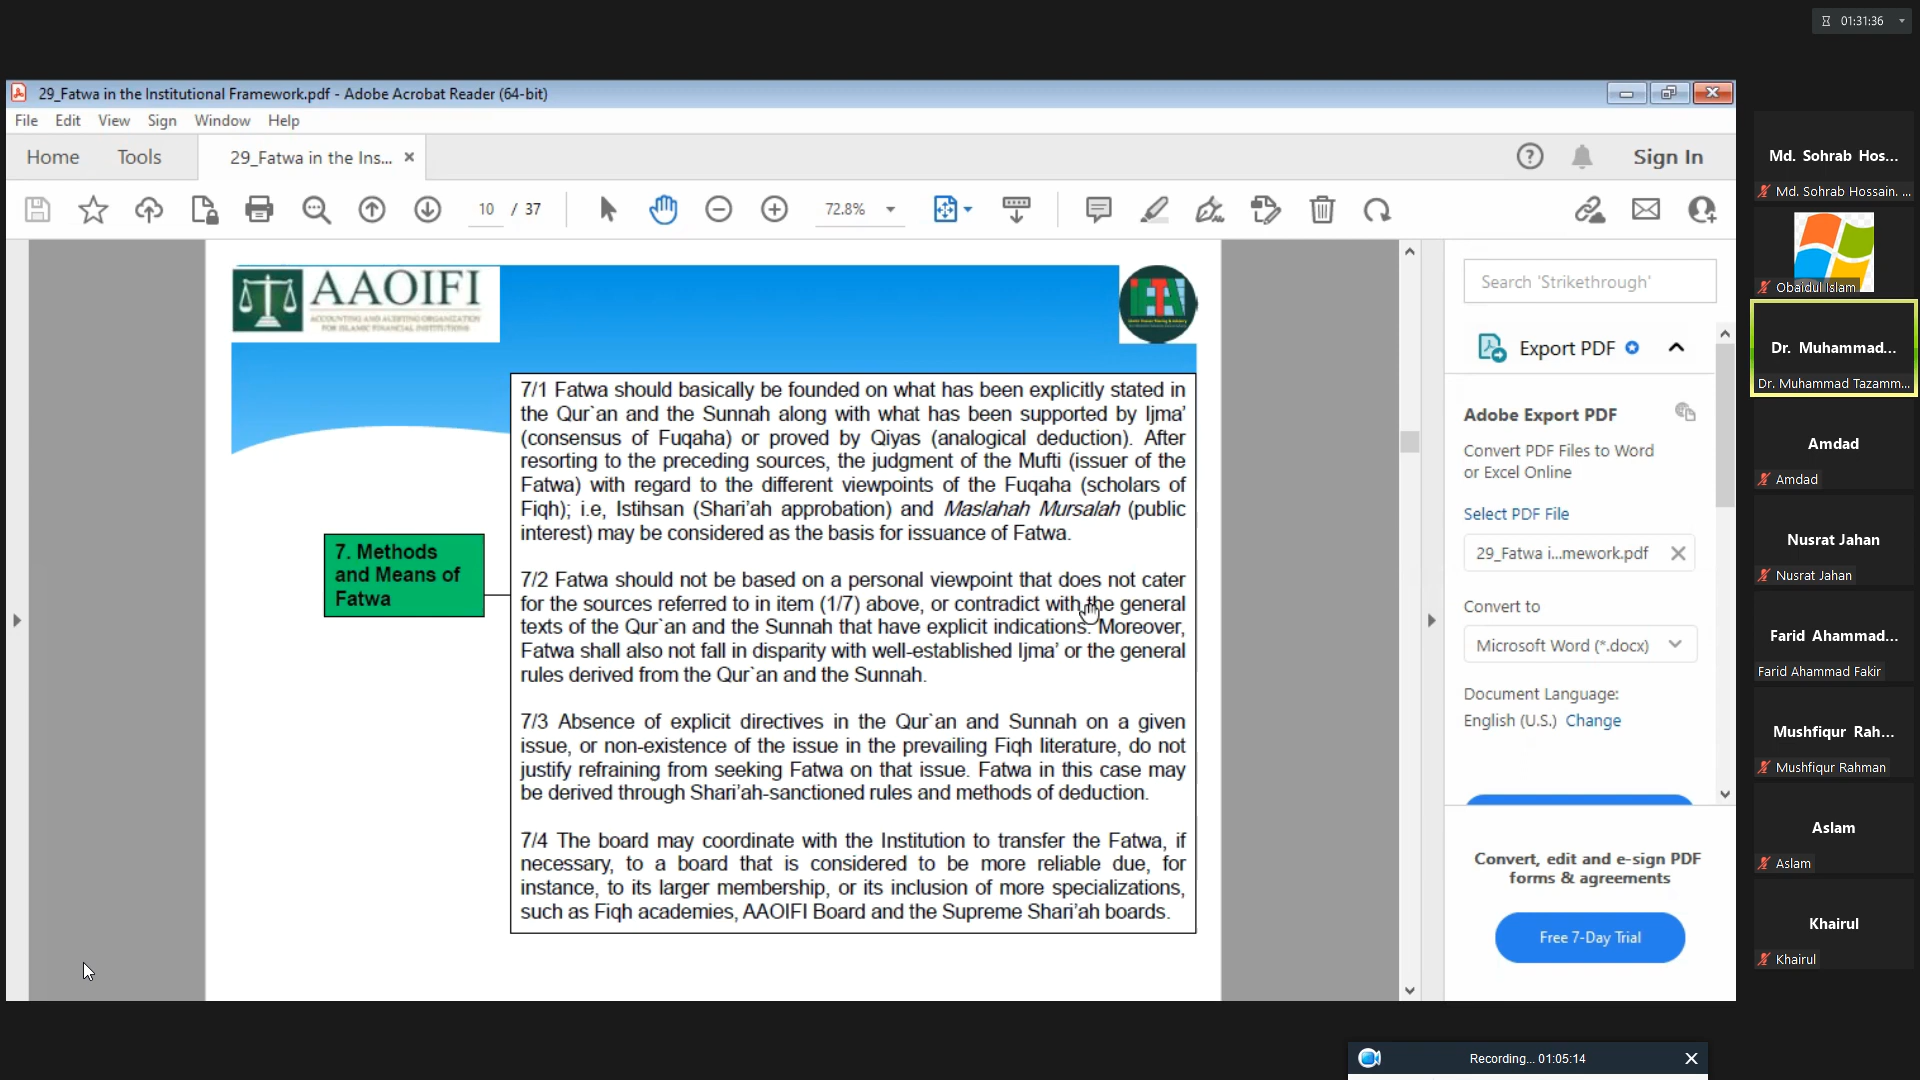 01:31:36
29_Fatwa in the Institutional Framework.pdf - Adobe Acrobat Reader (64-bit)
File Edit View Sign Window Help
Home Tools 29_Fatwa in the Ins... Sign In
10 / 37 72.8%
AAOIFI
ACCOUNTING AND AUDITING ORGANIZATION
FOR ISLAMIC FINANCIAL INSTITUTIONS
7. Methods
and Means of
Fatwa
7/1 Fatwa should basically be founded on what has been explicitly stated in
the Qur`an and the Sunnah along with what has been supported by Ijma’
(consensus of Fuqaha) or proved by Qiyas (analogical deduction). After
resorting to the preceding sources, the judgment of the Mufti (issuer of the
Fatwa) with regard to the different viewpoints of the Fuqaha (scholars of
Fiqh); i.e, Istihsan (Shari’ah approbation) and Maslahah Mursalah (public
interest) may be considered as the basis for issuance of Fatwa.
7/2 Fatwa should not be based on a personal viewpoint that does not cater
for the sources referred to in item (1/7) above, or contradict with the general
texts of the Qur`an and the Sunnah that have explicit indications. Moreover,
Fatwa shall also not fall in disparity with well-established Ijma’ or the general
rules derived from the Qur`an and the Sunnah.
7/3 Absence of explicit directives in the Qur`an and Sunnah on a given
issue, or non-existence of the issue in the prevailing Fiqh literature, do not
justify refraining from seeking Fatwa on that issue. Fatwa in this case may
be derived through Shari’ah-sanctioned rules and methods of deduction.
7/4 The board may coordinate with the Institution to transfer the Fatwa, if
necessary, to a board that is considered to be more reliable due, for
instance, to its larger membership, or its inclusion of more specializations,
such as Fiqh academies, AAOIFI Board and the Supreme Shari’ah boards.
Search 'Strikethrough'
Export PDF
Adobe Export PDF
Convert PDF Files to Word
or Excel Online
Select PDF File
29_Fatwa i...mework.pdf
Convert to
Microsoft Word (*.docx)
Document Language:
English (U.S.) Change
Convert, edit and e-sign PDF
forms & agreements
Free 7-Day Trial
Md. Sohrab Hos...
Md. Sohrab Hossain. ...
Obaidul Islam
Dr. Muhammad...
Dr. Muhammad Tazamm...
Amdad
Amdad
Nusrat Jahan
Nusrat Jahan
Farid Ahammad...
Farid Ahammad Fakir
Mushfiqur Rah...
Mushfiqur Rahman
Aslam
Aslam
Khairul
Khairul
Recording... 01:05:14